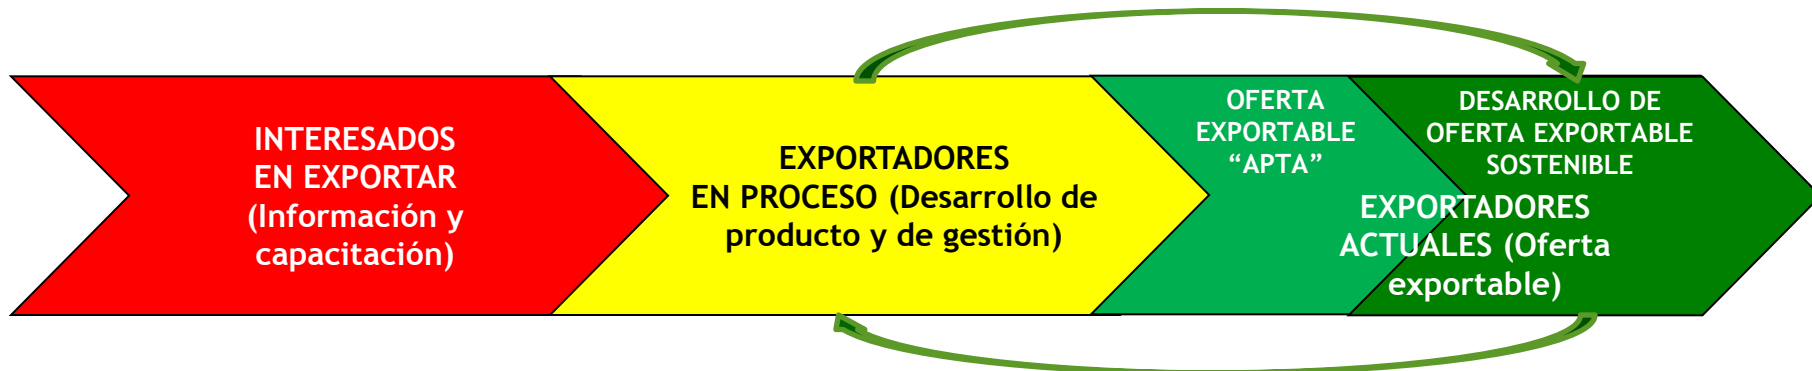 INTERESADOS
EN EXPORTAR
(Información y
capacitación)
EXPORTADORES
EN PROCESO (Desarrollo de
producto y de gestión)
OFERTA
EXPORTABLE
“APTA”
DESARROLLO DE
OFERTA EXPORTABLE
SOSTENIBLE
EXPORTADORES
ACTUALES (Oferta
exportable)